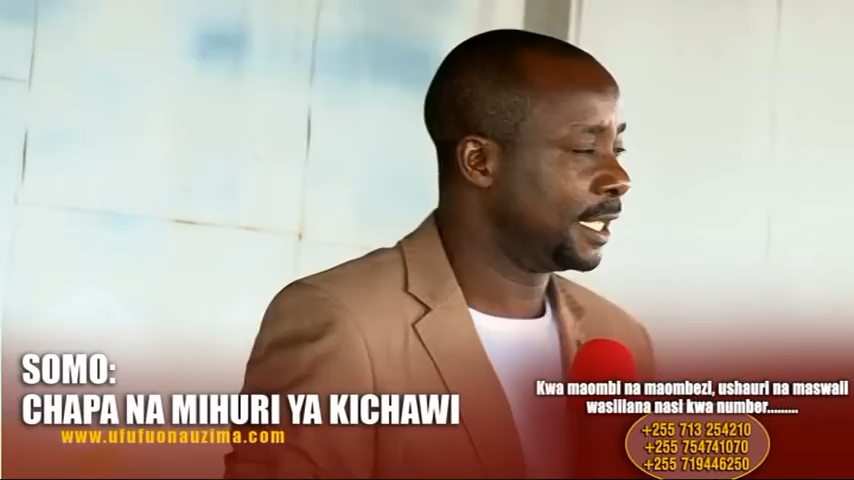 SOMO:
CHAPA NA MIHURI YA KICHAWI
www.ufufuonauzima.com
Kwa maombi na maombezi, ushauri na maswali
wasiliana nasi kwa number..........
+255 713 254210
+255 754741070
+255 719446251